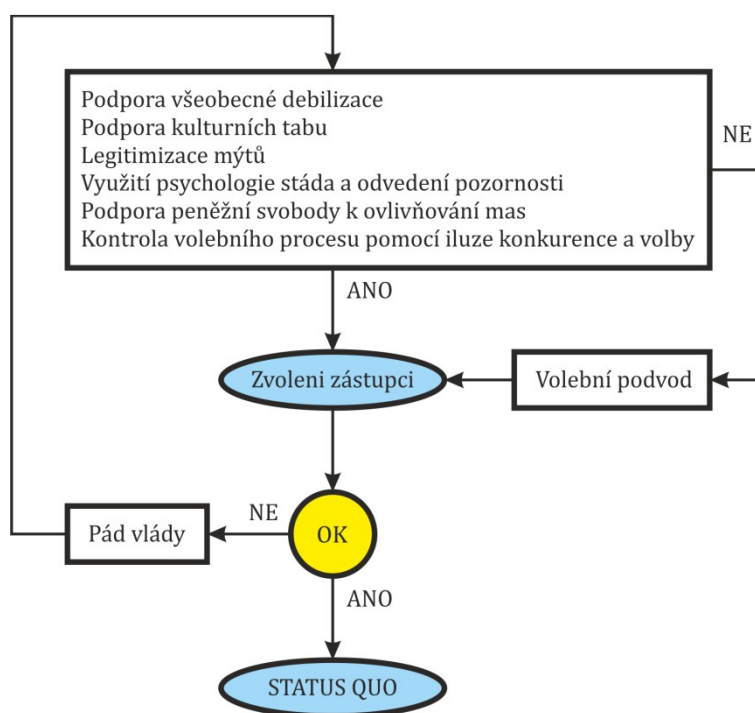 Podpora všeobecné debilizace
Podpora kulturních tabu
Legitimizace mýtů
Využití psychologie stáda a odvedení pozornosti
Podpora peněžní svobody k ovlivňování mas
Kontrola volebního procesu pomocí iluze konkurence a volby
NE
ANO
Zvoleni zástupci
Volební podvod
OK
NE
Pád vlády
ANO
STATUS QUO